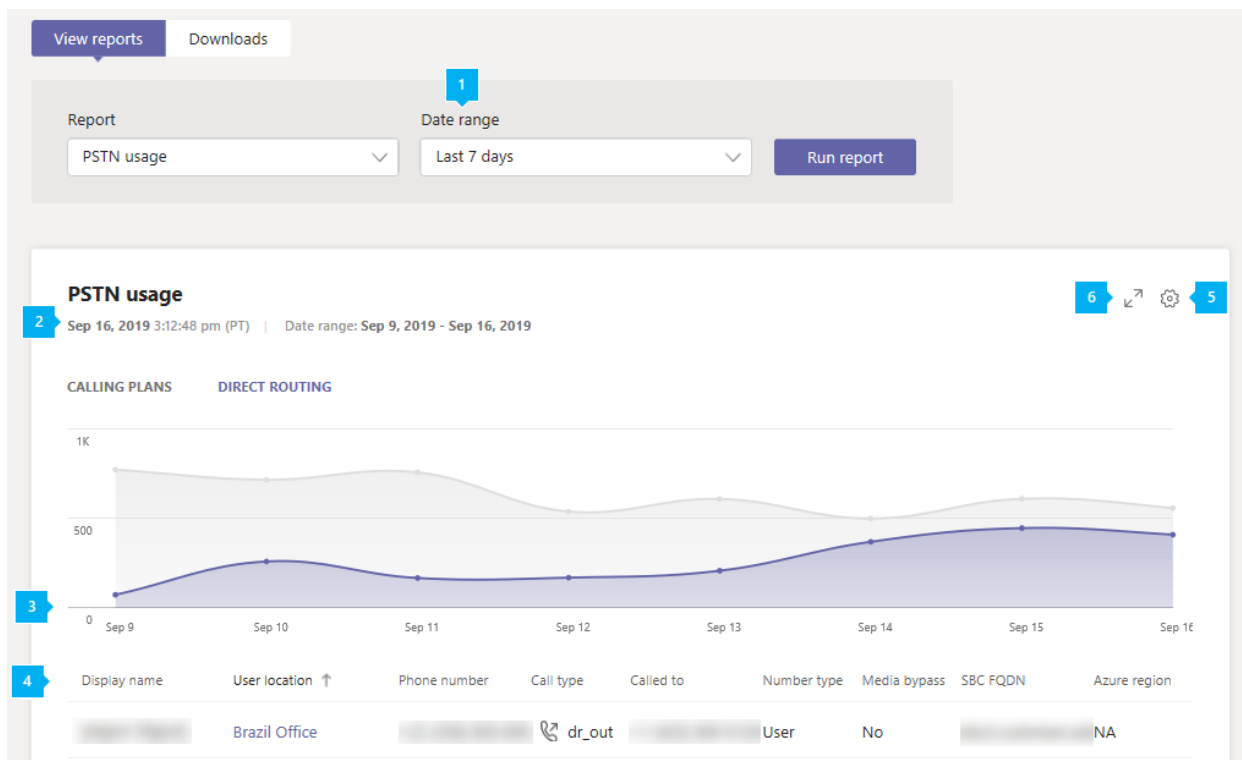 View reports Downloads
1
Report Date range
PSTN usage Last 7 days Run report
PSTN usage
6 5
2 Sep 16, 2019 3:12:48 pm (PT) | Date range: Sep 9, 2019 - Sep 16, 2019
CALLING PLANS DIRECT ROUTING
1K
500
3
0
Sep 9 Sep 10 Sep 11 Sep 12 Sep 13 Sep 14 Sep 15 Sep 16
4 Display name User location ↑ Phone number Call type Called to Number type Media bypass SBC FQDN Azure region
Brazil Office dr_out User No NA